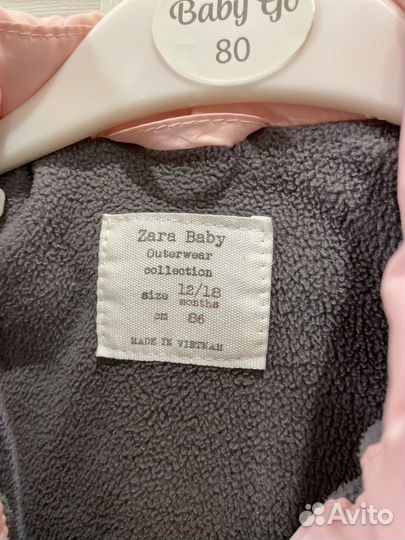 Baby Go
80
Zara Baby
Outerwear
collection
size 12/18
months
cm 86
MADE IN VIETNAM
Avito